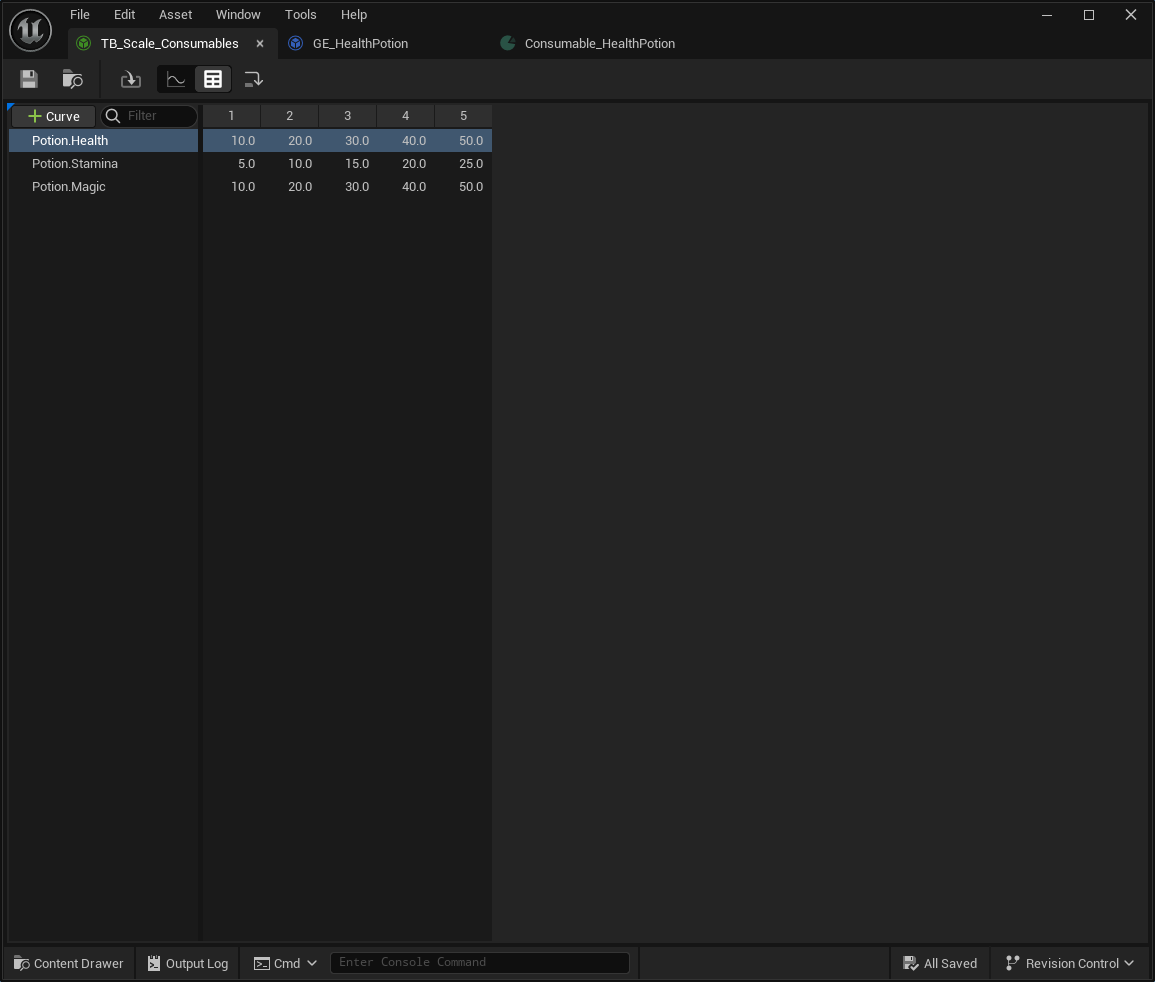 File Edit Asset Window Tools Help
TB_Scale_Consumables GE_HealthPotion Consumable_HealthPotion
Curve Filter 1 2 3 4 5
Potion.Health 10.0 20.0 30.0 40.0 50.0
Potion.Stamina 5.0 10.0 15.0 20.0 25.0
Potion.Magic 10.0 20.0 30.0 40.0 50.0
Content Drawer Output Log Cmd Enter Console Command All Saved Revision Control